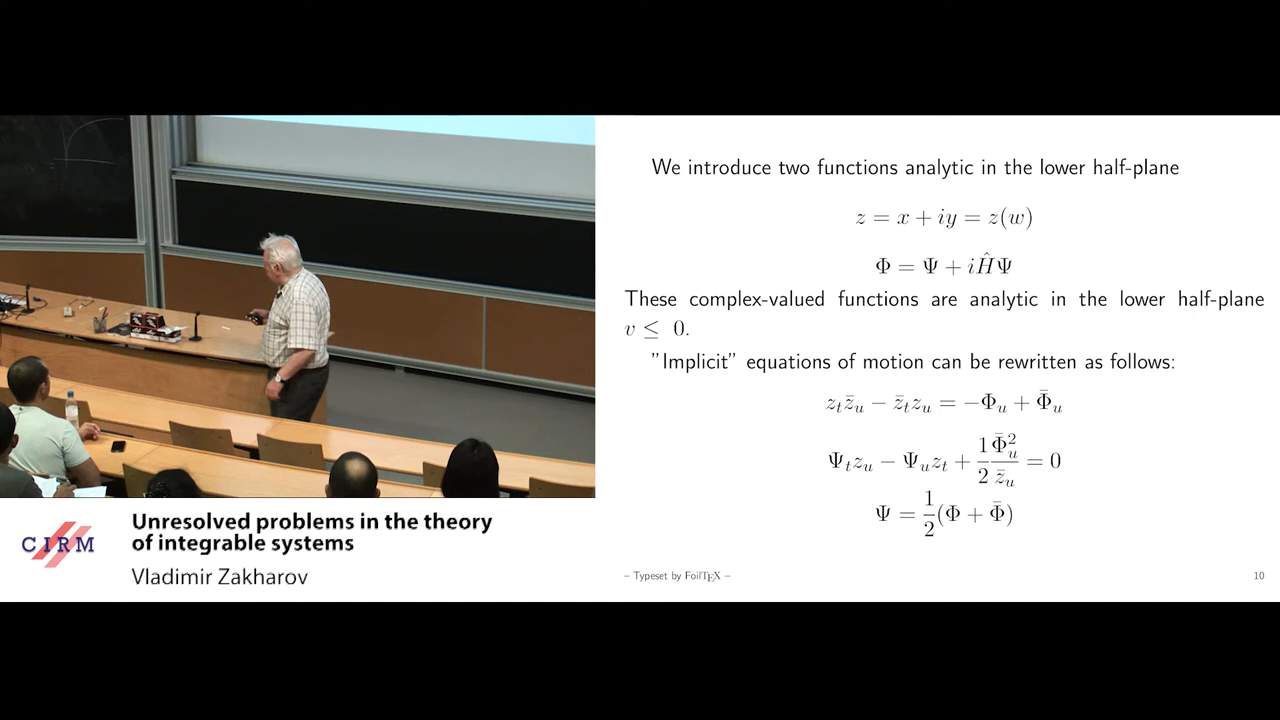 We introduce two functions analytic in the lower half-plane
z = x + iy = z(w)
Φ = Ψ + iĤΨ
These complex-valued functions are analytic in the lower half-plane
v ≤ 0.
”Implicit” equations of motion can be rewritten as follows:
z_t z̄_u − z̄_t z_u = −Φ_u + Φ̄_u
Ψ_t z_u − Ψ_u z_t + \frac{1}{2} \frac{Φ̄_u^2}{z̄_u} = 0
Ψ = \frac{1}{2}(Φ + Φ̄)
– Typeset by FoilTEX –
10
CIRM
Unresolved problems in the theory
of integrable systems
Vladimir Zakharov